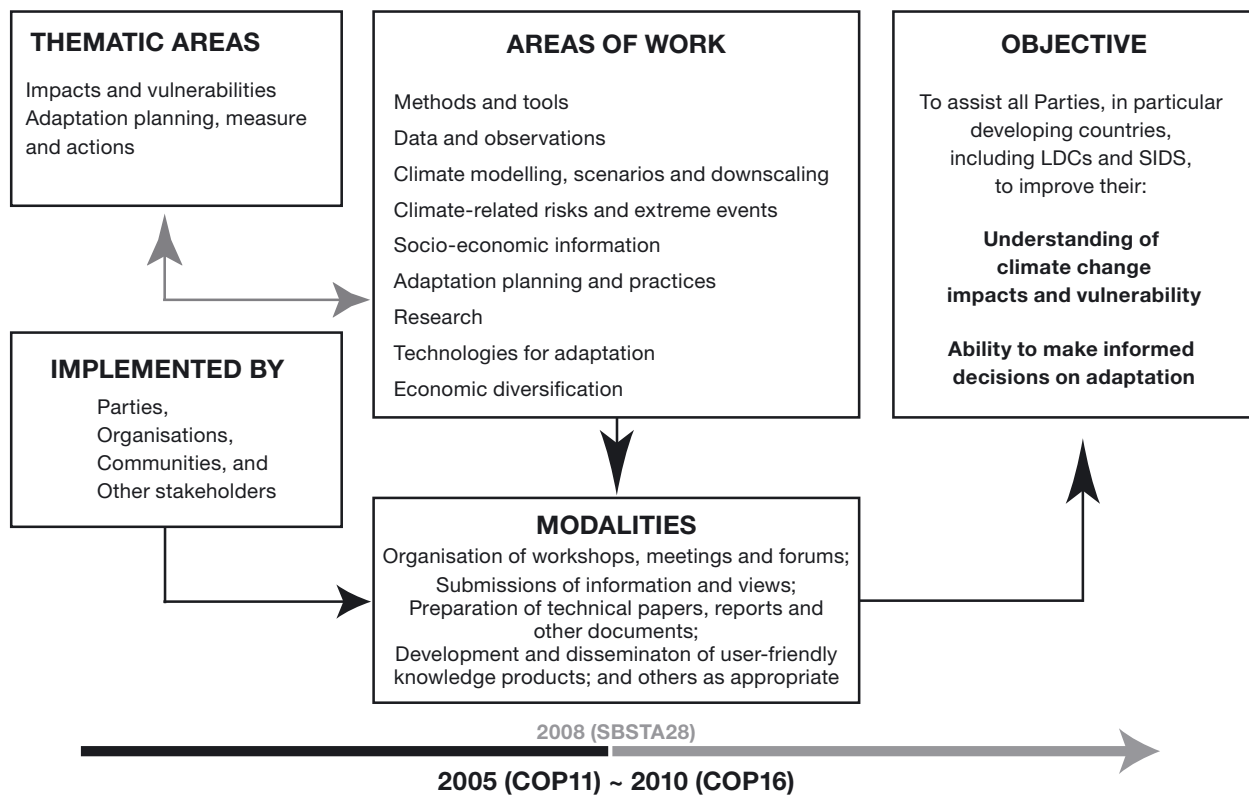 THEMATIC AREAS
Impacts and vulnerabilities
Adaptation planning, measure
and actions
IMPLEMENTED BY
Parties,
Organisations,
Communities, and
Other stakeholders
AREAS OF WORK
Methods and tools
Data and observations
Climate modelling, scenarios and downscaling
Climate-related risks and extreme events
Socio-economic information
Adaptation planning and practices
Research
Technologies for adaptation
Economic diversification
MODALITIES
Organisation of workshops, meetings and forums;
Submissions of information and views;
Preparation of technical papers, reports and
other documents;
Development and disseminaton of user-friendly
knowledge products; and others as appropriate
OBJECTIVE
To assist all Parties, in particular
developing countries,
including LDCs and SIDS,
to improve their:
Understanding of
climate change
impacts and vulnerability
Ability to make informed
decisions on adaptation
2008 (SBSTA28)
2005 (COP11) ~ 2010 (COP16)